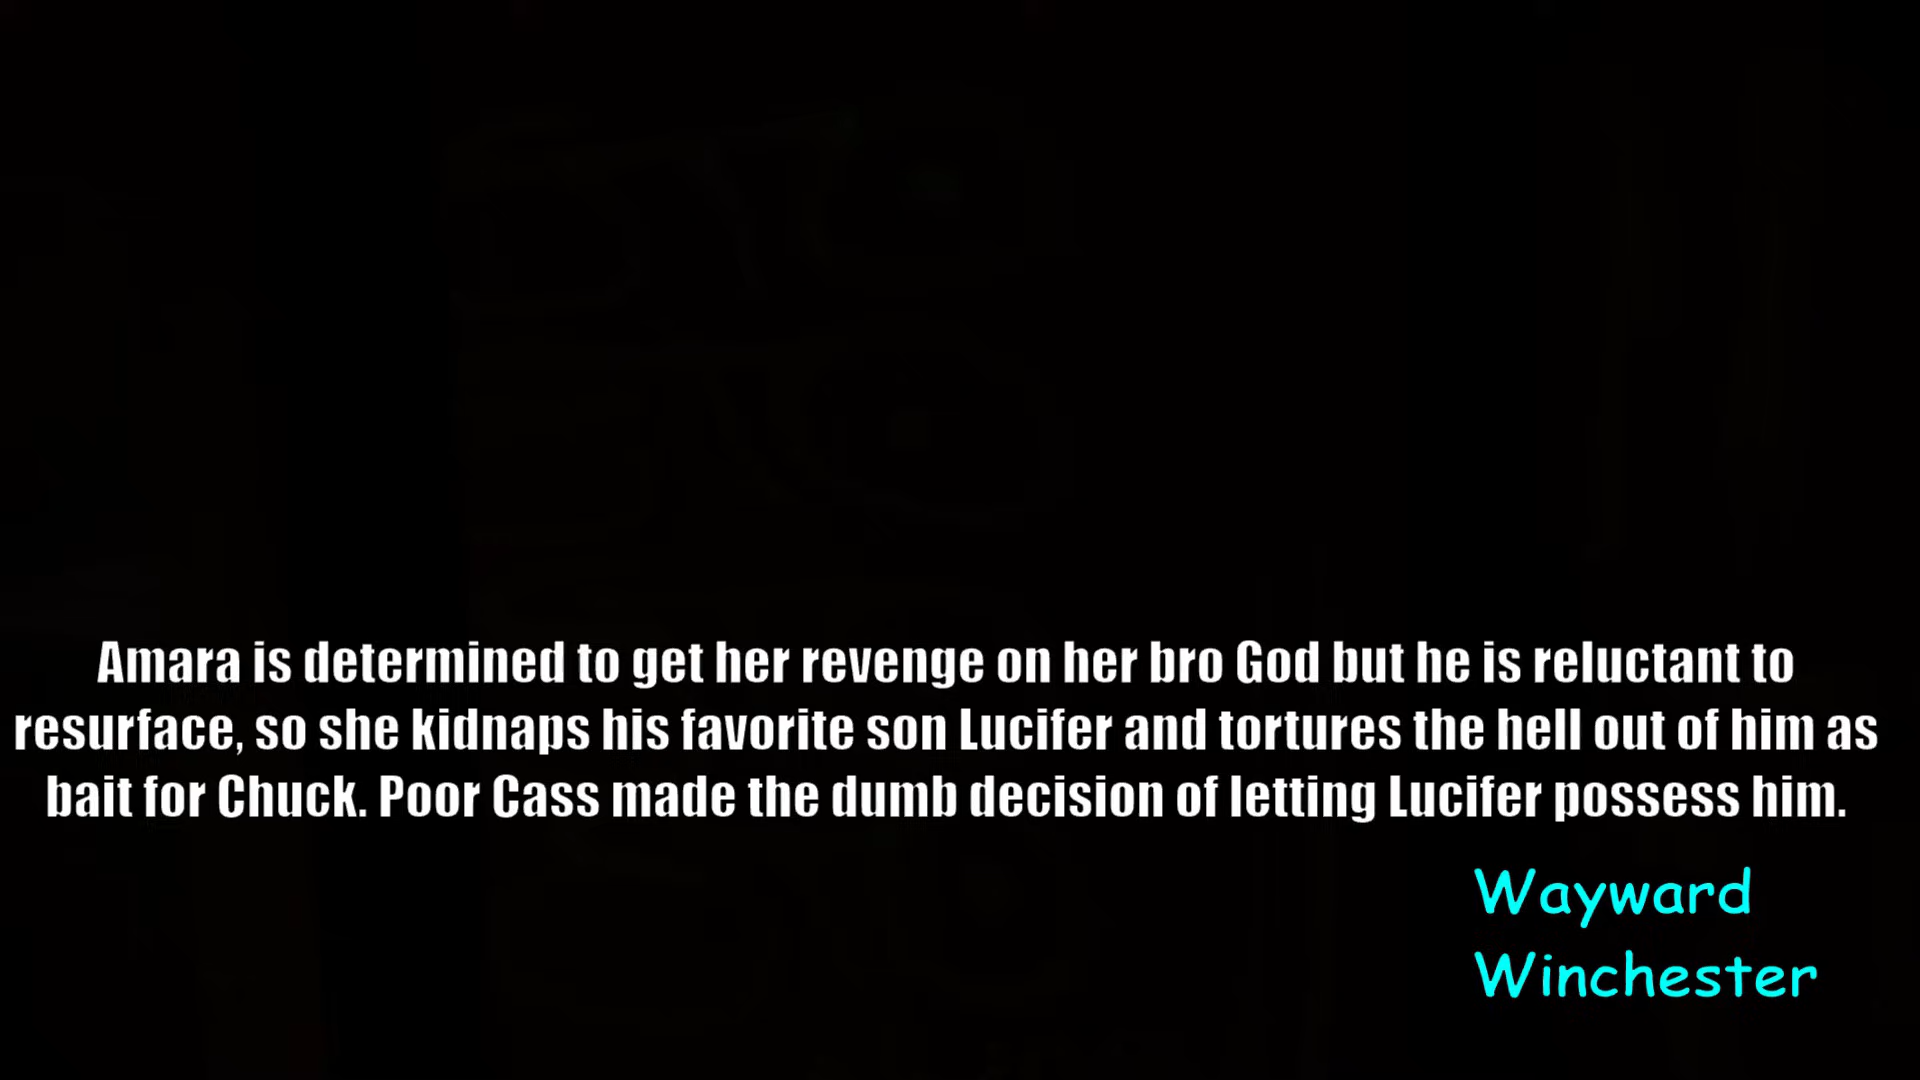 Amara is determined to get her revenge on her bro God but he is reluctant to
resurface, so she kidnaps his favorite son Lucifer and tortures the hell out of him as
bait for Chuck. Poor Cass made the dumb decision of letting Lucifer possess him.
Wayward
Winchester